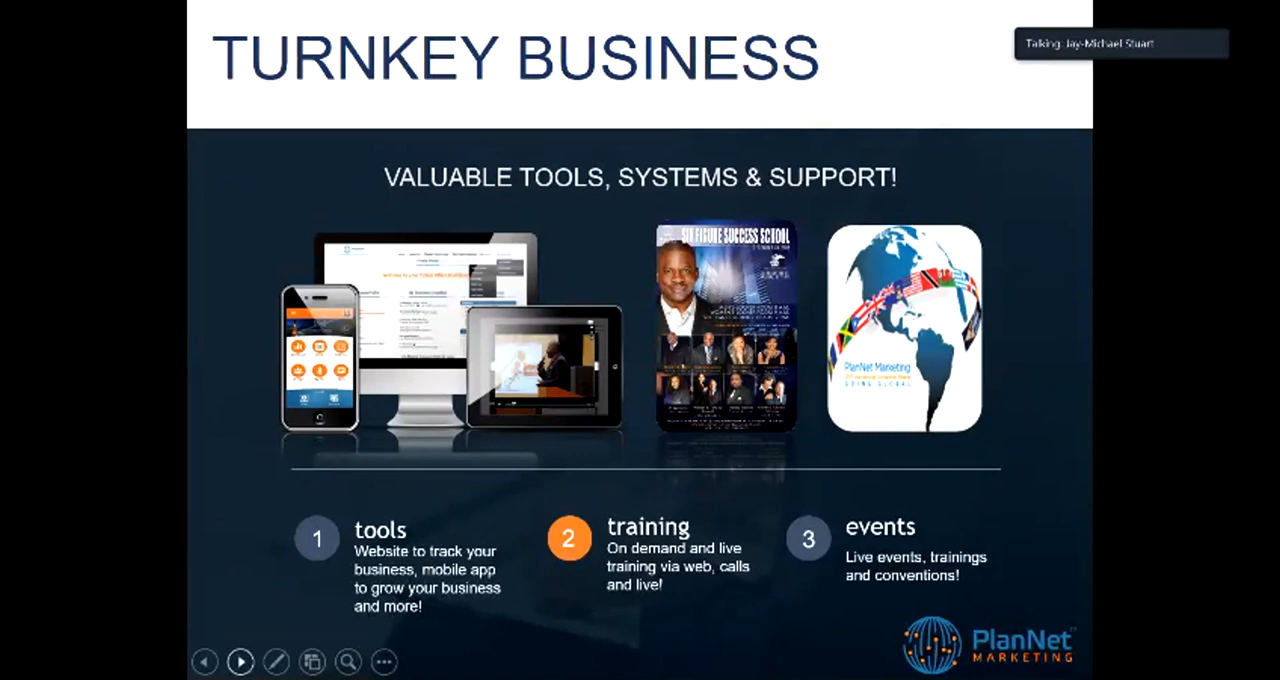 TURNKEY BUSINESS
Talking: Jay-Michael Stuart
VALUABLE TOOLS, SYSTEMS & SUPPORT!
SIX FIGURE SUCCESS SCHOOL
PlanNet Marketing
GOING GLOBAL
1
tools
Website to track your
business, mobile app
to grow your business
and more!
2
training
On demand and live
training via web, calls
and live!
3
events
Live events, trainings
and conventions!
PlanNet
MARKETING